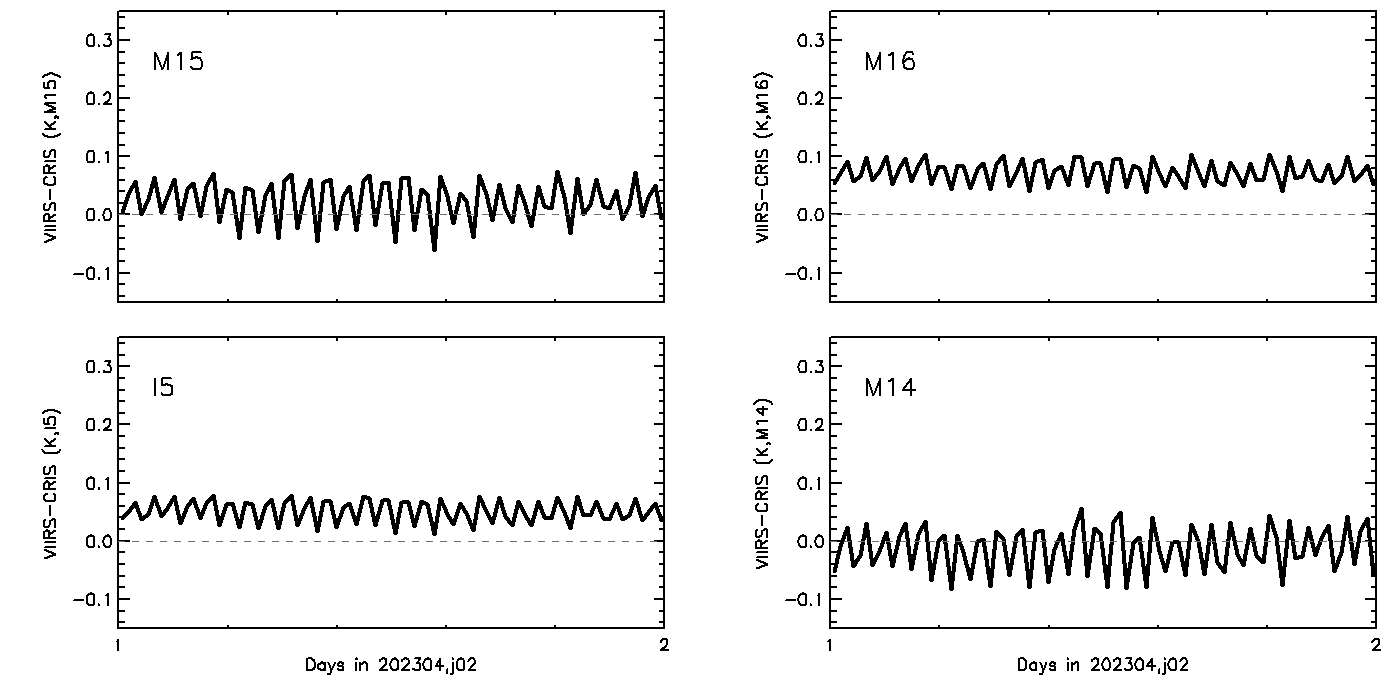 0.3
0.2
0.1
0.0
-0.1
VIIRS-CRIS (K,M15)
M15
0.3
0.2
0.1
0.0
-0.1
VIIRS-CRIS (K,M16)
M16
0.3
0.2
0.1
0.0
-0.1
VIIRS-CRIS (K,I5)
I5
1 2
Days in 202304,j02
0.3
0.2
0.1
0.0
-0.1
VIIRS-CRIS (K,M14)
M14
1 2
Days in 202304,j02